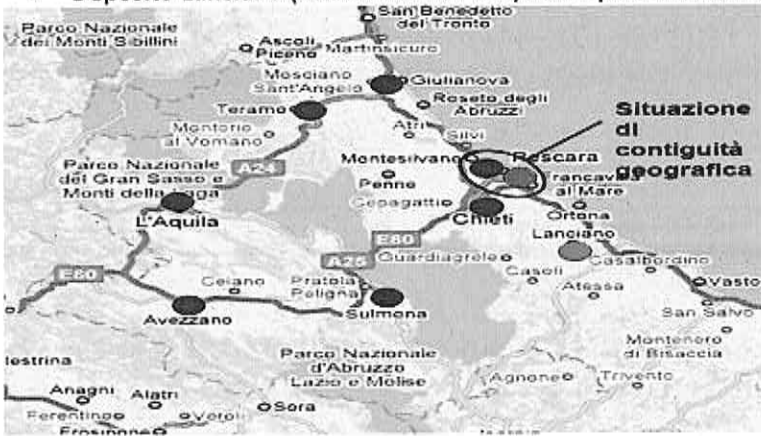 San Benedetto
del Tronto
Parco Nazionale
dei Monti Sibillini
Ascoli
Piceno
Martinsicuro
Mosciano
Sant'Angelo
Giulianova
Teramo
Roseto degli
Abruzzi
Montorio
al Vomano
Atri
Silvi
Situazione
di
contiguità
geografica
Montesilvano
Pescara
Parco Nazionale
del Gran Sasso e
Monti della Laga
A24
Penne
Francavilla
al Mare
Cepagatti
Chieti
Ortona
L'Aquila
Lanciano
E80
A25
Guardiagrele
Casalbordino
E80
Casoli
Celano
Pratola
Peligna
Atessa
Vasto
Avezzano
Sulmona
San Salvo
Montenero
di Bisaccia
Parco Nazionale
d'Abruzzo
Lazio e Molise
lestrina
Agnone
Trivento
Anagni
Alatri
Sora
Ferentino
Veroli
Frosinone